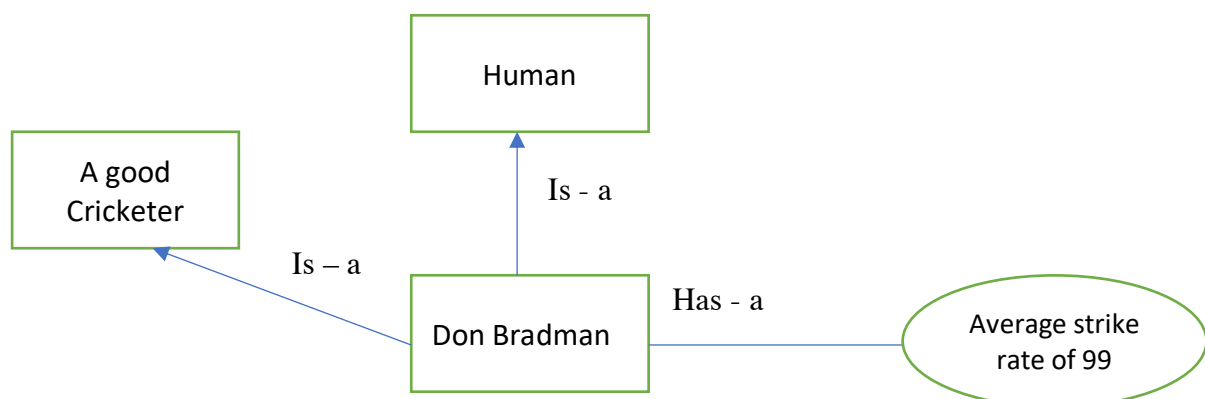 Human
A good
Cricketer
Is - a
Is – a
Has - a
Don Bradman
Average strike
rate of 99